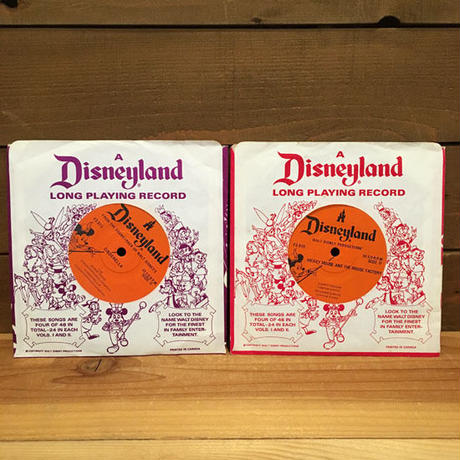 A
Disneyland
LONG PLAYING RECORD
Disneyland
CINDERELLA
THESE SONGS ARE
FOUR OF 48 IN
TOTAL-24 IN EACH
VOLS. I AND II.
LOOK TO THE
NAME WALT DISNEY
FOR THE FINEST
IN FAMILY ENTER-
TAINMENT.
PRINTED IN CANADA
A
Disneyland
LONG PLAYING RECORD
Disneyland
WALT DISNEY PRODUCTIONS'
MICKEY MOUSE AND THE MOUSE FACTORY
THESE SONGS ARE
FOUR OF 48 IN
TOTAL-24 IN EACH
VOLS. I AND II.
LOOK TO THE
NAME WALT DISNEY
FOR THE FINEST
IN FAMILY ENTER-
TAINMENT.
PRINTED IN CANADA